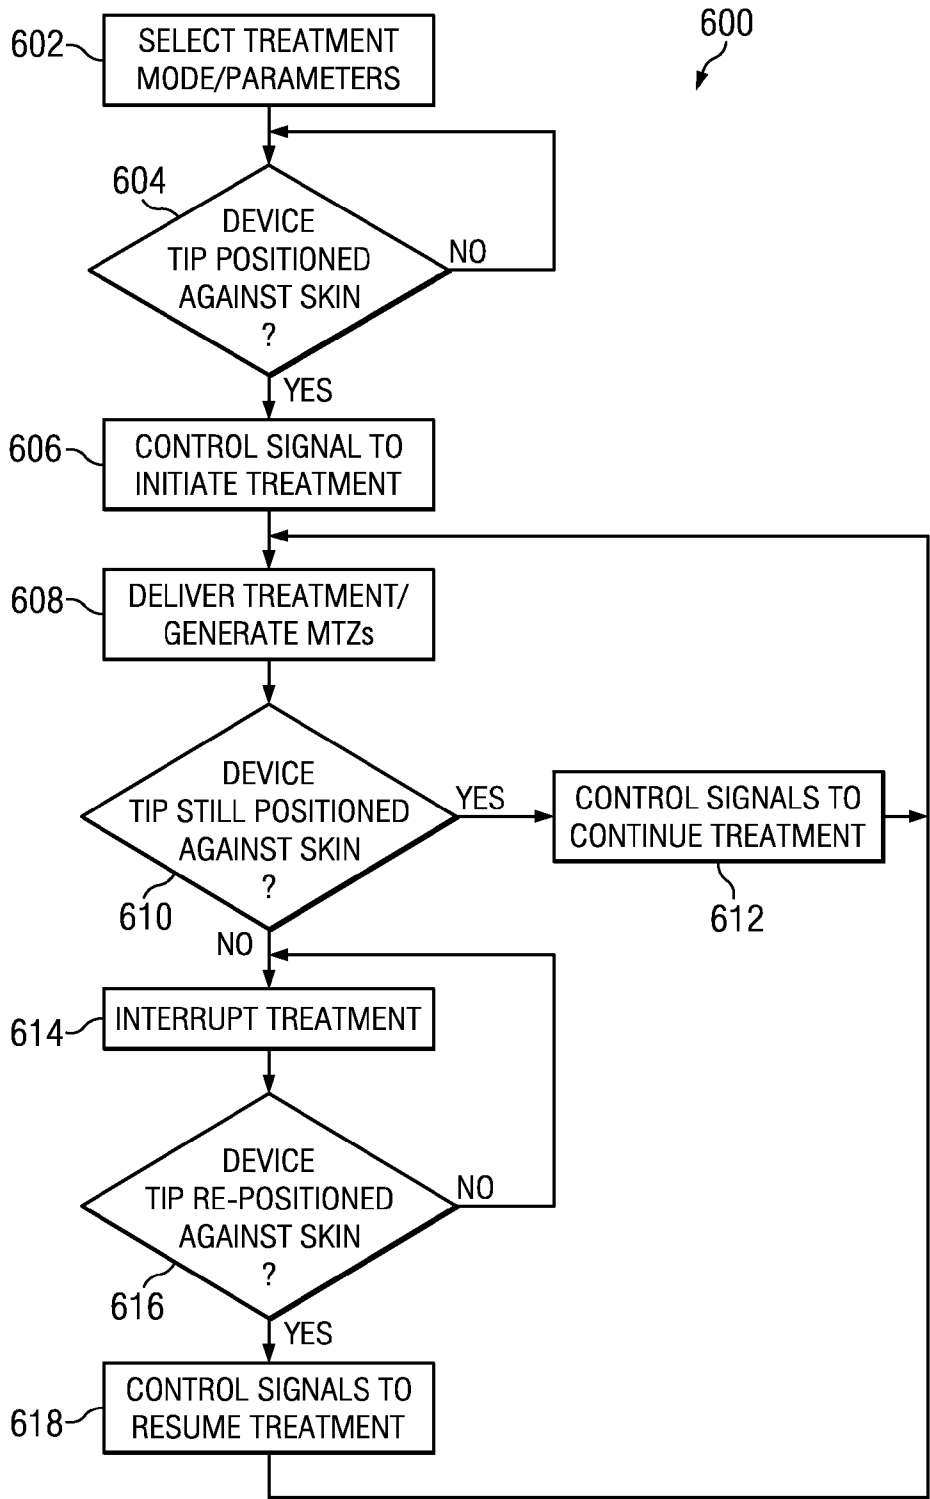 600
602
SELECT TREATMENT
MODE/PARAMETERS
604
DEVICE
TIP POSITIONED
AGAINST SKIN
?
NO
YES
606
CONTROL SIGNAL TO
INITIATE TREATMENT
608
DELIVER TREATMENT/
GENERATE MTZs
DEVICE
TIP STILL POSITIONED
AGAINST SKIN
?
610
YES
CONTROL SIGNALS TO
CONTINUE TREATMENT
612
NO
614
INTERRUPT TREATMENT
DEVICE
TIP RE-POSITIONED
AGAINST SKIN
?
616
NO
YES
618
CONTROL SIGNALS TO
RESUME TREATMENT